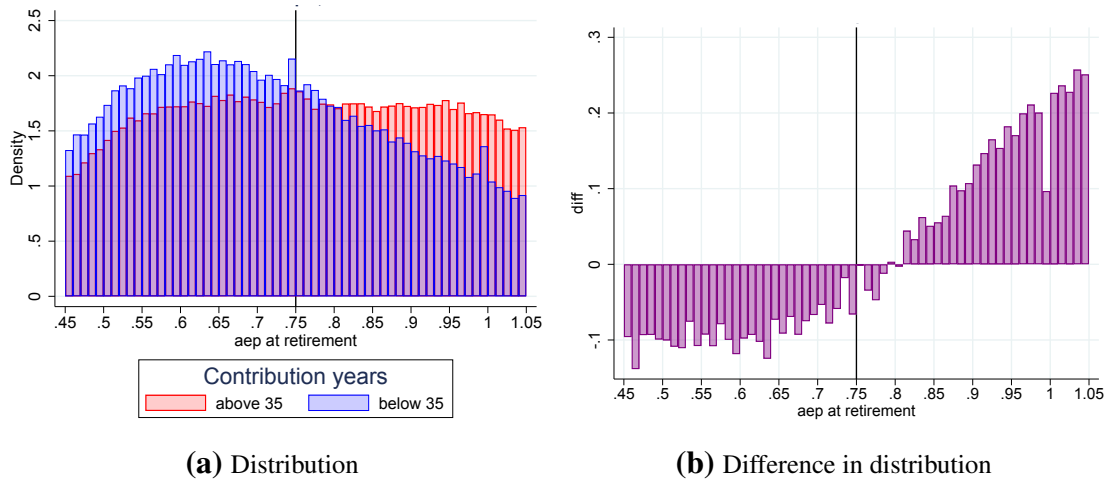 2.5
2
1.5
1
.5
0
Density
.45 .55 .6 .65 .7 .75 .8 .85 .9 .95 1 1.05
aep at retirement
Contribution years
above 35 below 35
(a) Distribution
.3
.2
.1
0
-.1
diff
.45 .55 .6 .65 .7 .75 .8 .85 .9 .95 1 1.05
aep at retirement
(b) Difference in distribution